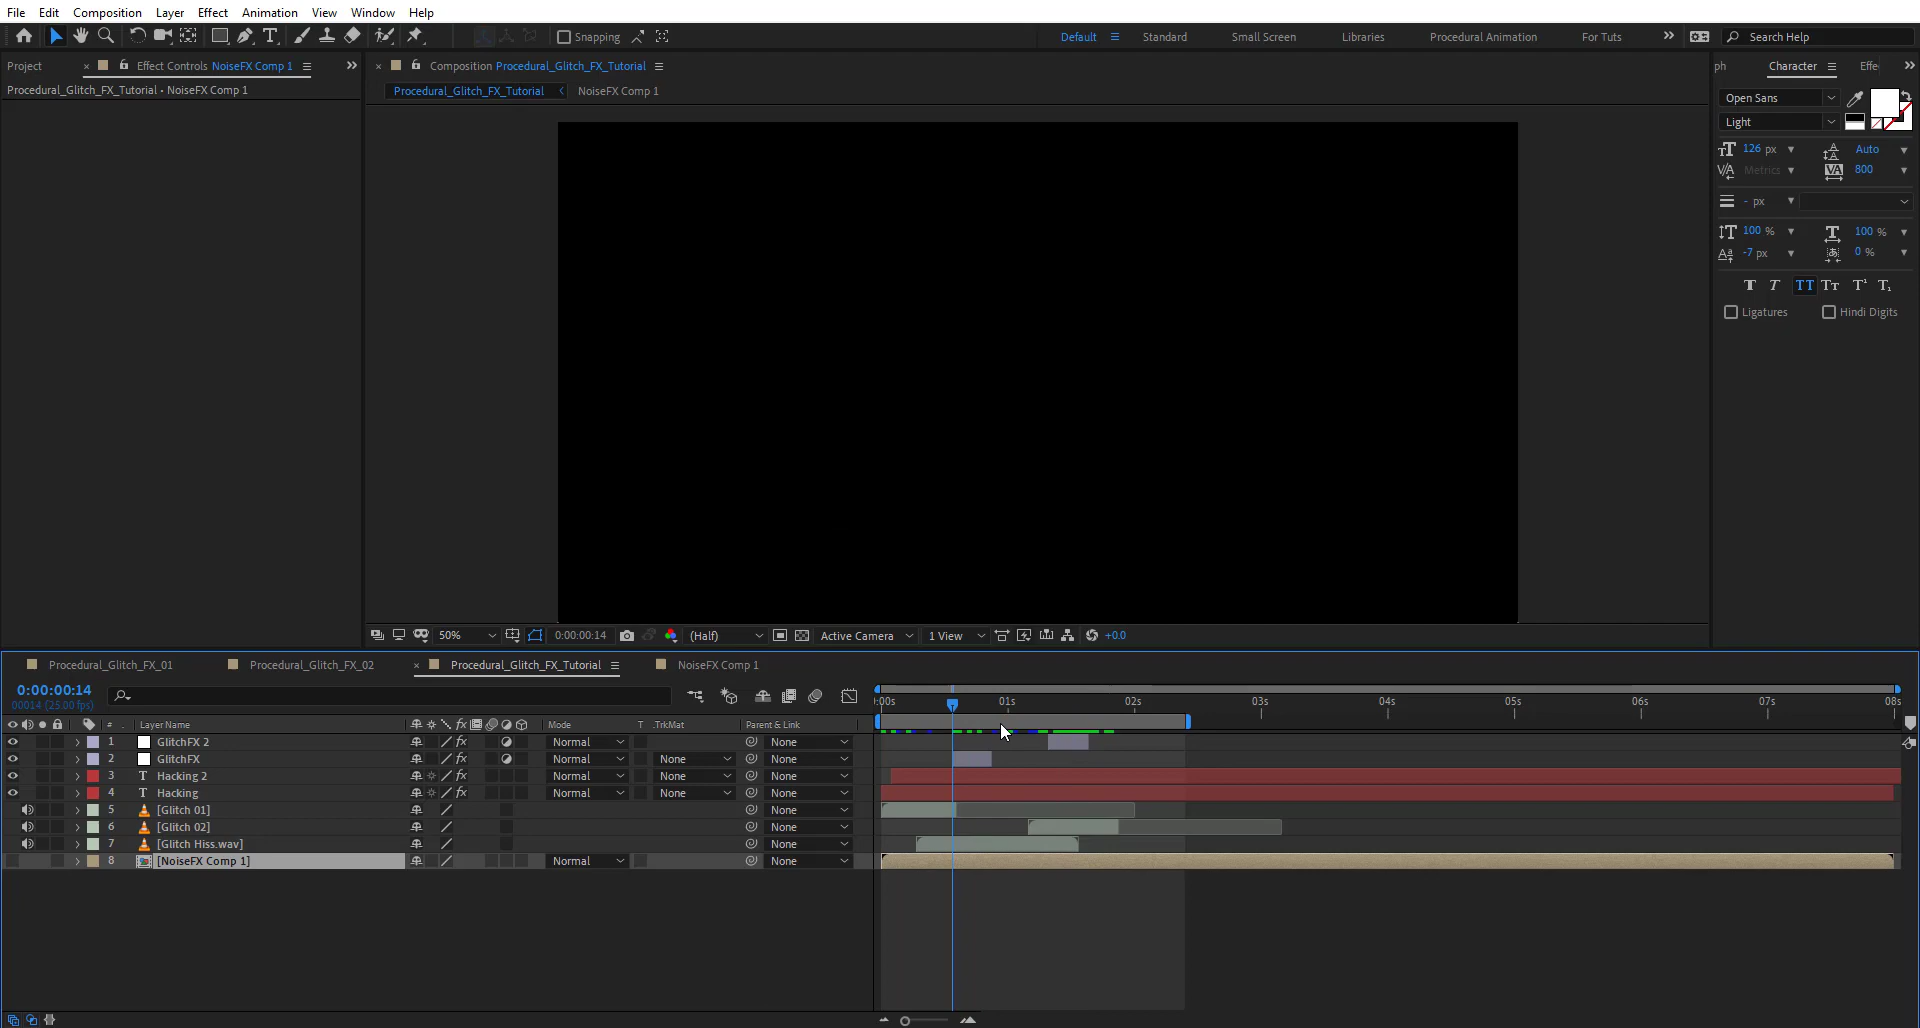 File Edit Composition Layer Effect Animation View Window Help
Snapping Default Standard Small Screen Libraries Procedural Animation For Tuts Search Help
Project Effect Controls NoiseFX Comp 1 Composition Procedural_Glitch_FX_Tutorial ph Character Effe
Procedural_Glitch_FX_Tutorial • NoiseFX Comp 1 Procedural_Glitch_FX_Tutorial NoiseFX Comp 1
Open Sans
Light
126 px Auto
Metrics 800
- px
100 % 100 %
-7 px 0 %
Ligatures Hindi Digits
50% 0:00:00:14 (Half) Active Camera 1 View +0.0
Procedural_Glitch_FX_01 Procedural_Glitch_FX_02 Procedural_Glitch_FX_Tutorial NoiseFX Comp 1
0:00:00:14
00014 (25.00 fps)
:00s 01s 02s 03s 04s 05s 06s 07s 08s
# Layer Name Mode T .TrkMat Parent & Link
1 GlitchFX 2 Normal None
2 GlitchFX Normal None None
3 T Hacking 2 Normal None None
4 T Hacking Normal None None
5 [Glitch 01] None
6 [Glitch 02] None
7 [Glitch Hiss.wav] None
8 [NoiseFX Comp 1] Normal None